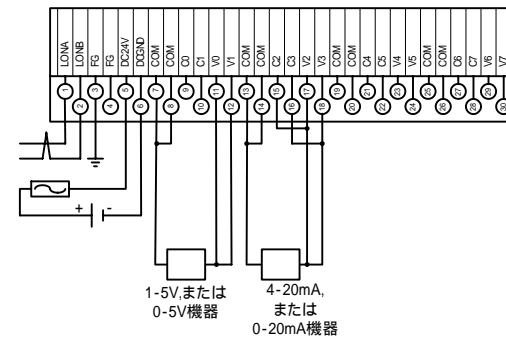 LONA
LONB
FG
FG
DC24V
DCGND
COM
COM
C0
C1
V0
V1
COM
COM
C2
C3
V2
V3
COM
COM
C4
C5
V4
V5
COM
COM
C6
C7
V6
V7
1
2
3
4
5
6
7
8
9
10
11
12
13
14
15
16
17
18
19
20
21
22
23
24
25
26
27
28
29
30
+ -
1-5V,または
0-5V機器
4-20mA,
または
0-20mA機器